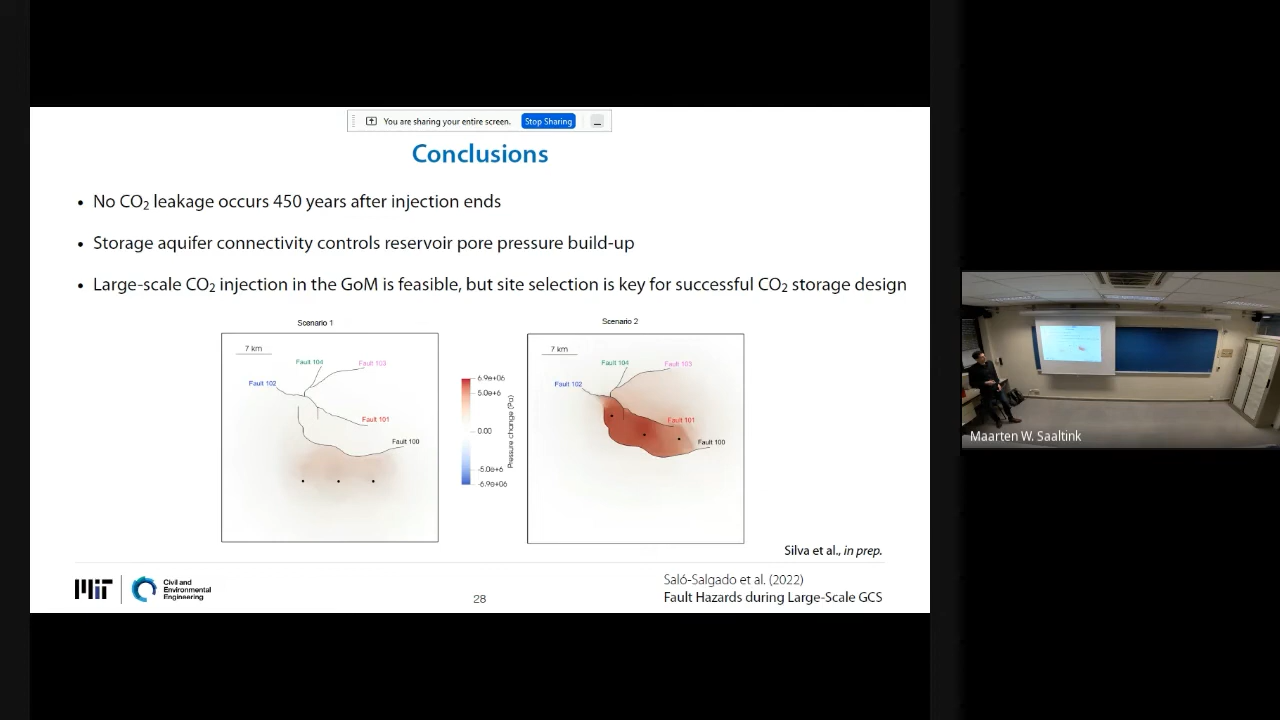 You are sharing your entire screen.
Stop Sharing
Conclusions
• No CO₂ leakage occurs 450 years after injection ends
• Storage aquifer connectivity controls reservoir pore pressure build-up
• Large-scale CO₂ injection in the GoM is feasible, but site selection is key for successful CO₂ storage design
Scenario 1
7 km
Fault 104
Fault 103
Fault 102
Fault 101
Fault 100
6.9e+06
5.0e+6
0.00
-5.0e+6
-6.9e+06
Pressure change (Pa)
Scenario 2
7 km
Fault 104
Fault 103
Fault 102
Fault 101
Fault 100
Silva et al., in prep.
MIT
Civil and
Environmental
Engineering
28
Saló-Salgado et al. (2022)
Fault Hazards during Large-Scale GCS
Maarten W. Saaltink